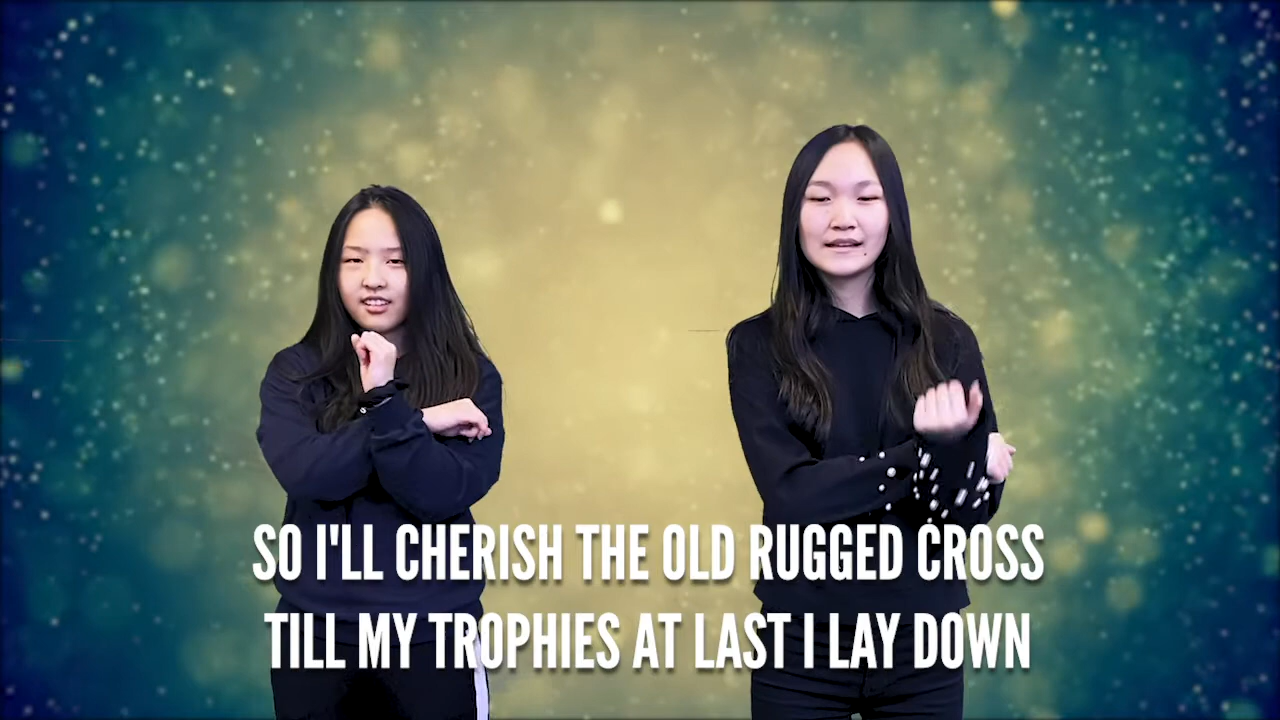 SO I'LL CHERISH THE OLD RUGGED CROSS
TILL MY TROPHIES AT LAST I LAY DOWN